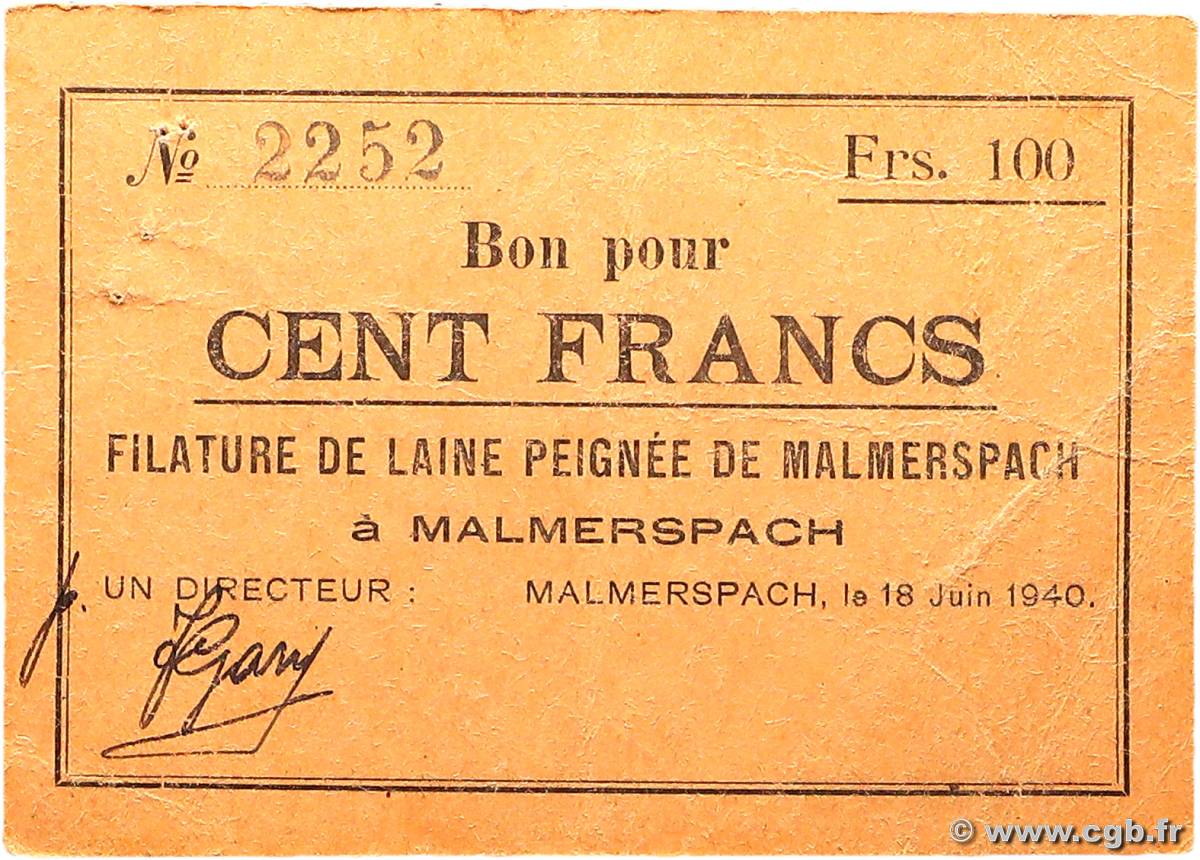 No 2252 Frs. 100
Bon pour
CENT FRANCS
FILATURE DE LAINE PEIGNÉE DE MALMERSPACH
à MALMERSPACH
p. UN DIRECTEUR : MALMERSPACH, le 18 Juin 1940.
© www.cgb.fr